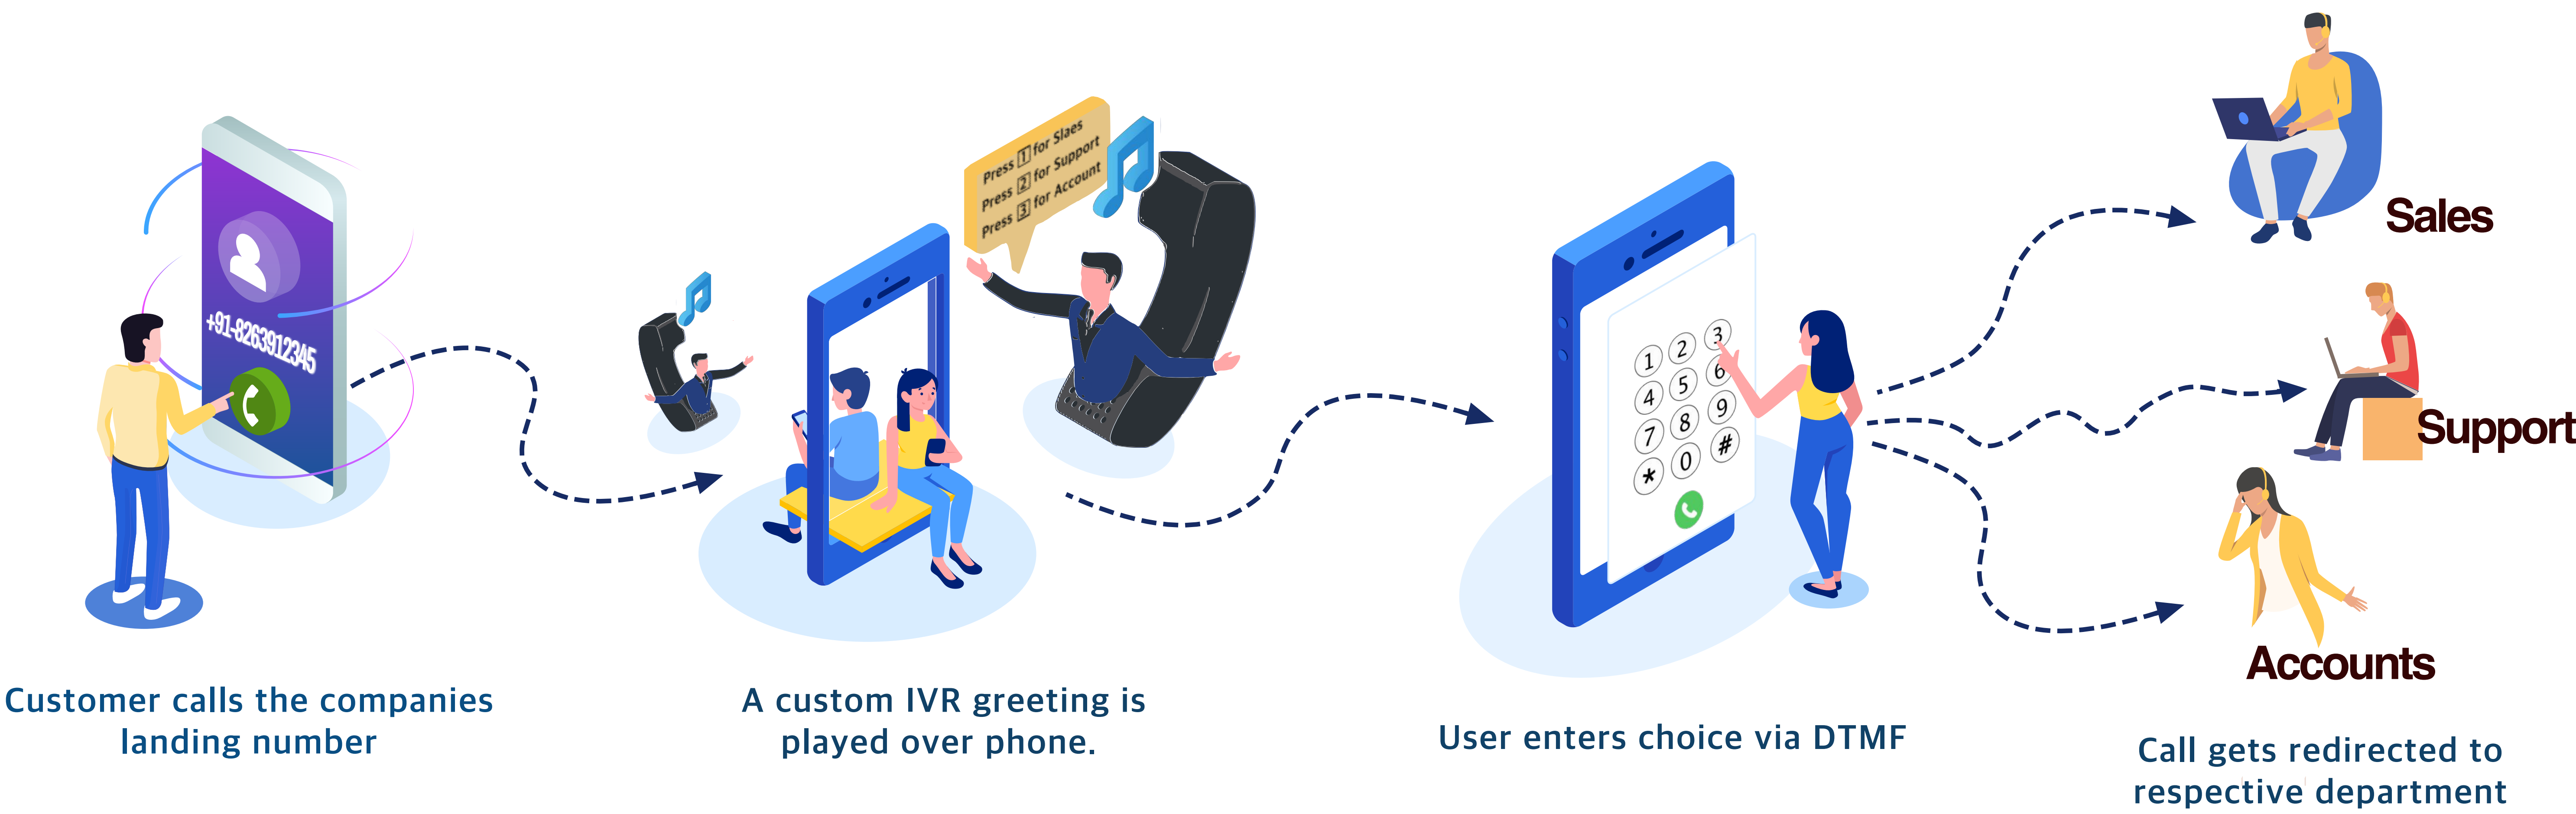 +91-8263912345
Customer calls the companies
landing number
Press 1 for Slaes
Press 2 for Support
Press 3 for Account
A custom IVR greeting is
played over phone.
1 2 3
4 5 6
7 8 9
* 0 #
User enters choice via DTMF
Sales
Support
Accounts
Call gets redirected to
respective department